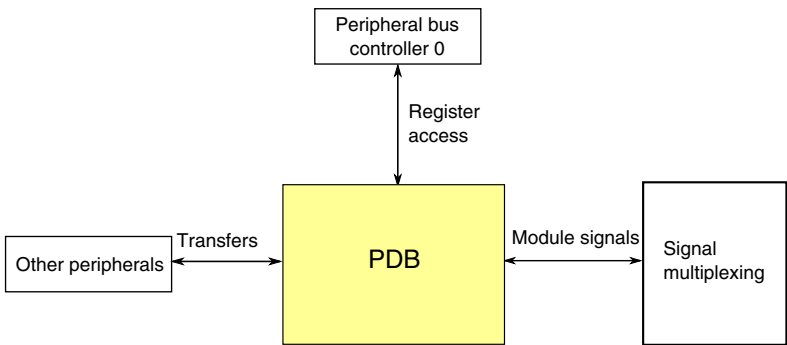 Peripheral bus
controller 0
Register
access
Transfers
Other peripherals
PDB
Module signals
Signal
multiplexing